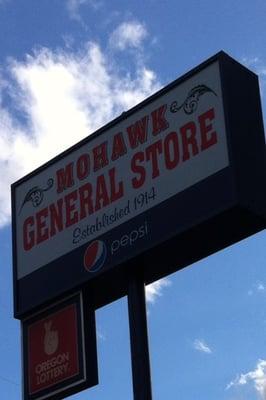 MOHAWK
GENERAL STORE
Established 1914
pepsi
OREGON
LOTTERY